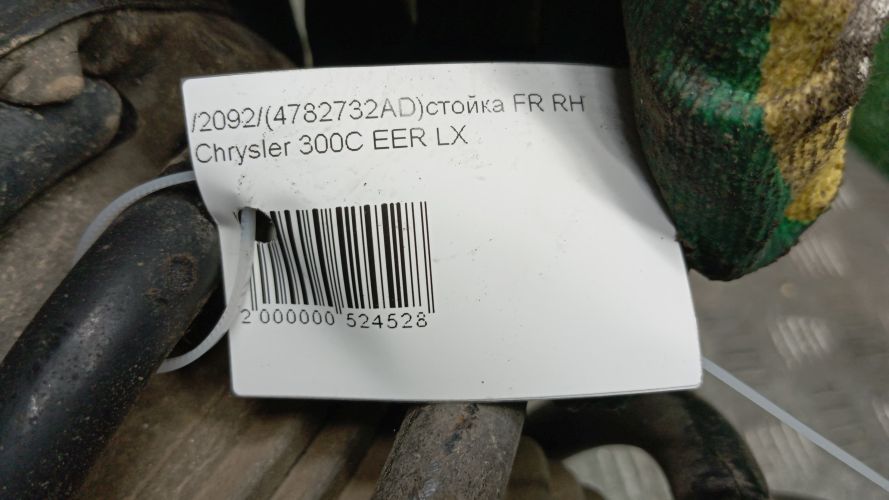 /2092/(4782732AD)стойка FR RH
Chrysler 300C EER LX
2 000000 524528